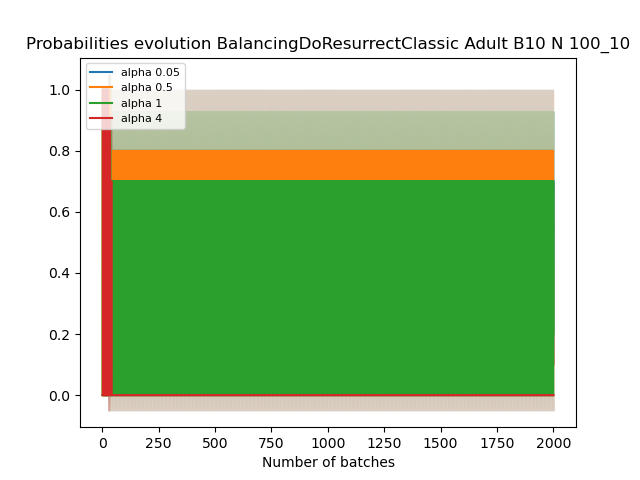 Probabilities evolution BalancingDoResurrectClassic Adult B10 N 100_10
alpha 0.05
alpha 0.5
alpha 1
alpha 4
1.0
0.8
0.6
0.4
0.2
0.0
0 250 500 750 1000 1250 1500 1750 2000
Number of batches